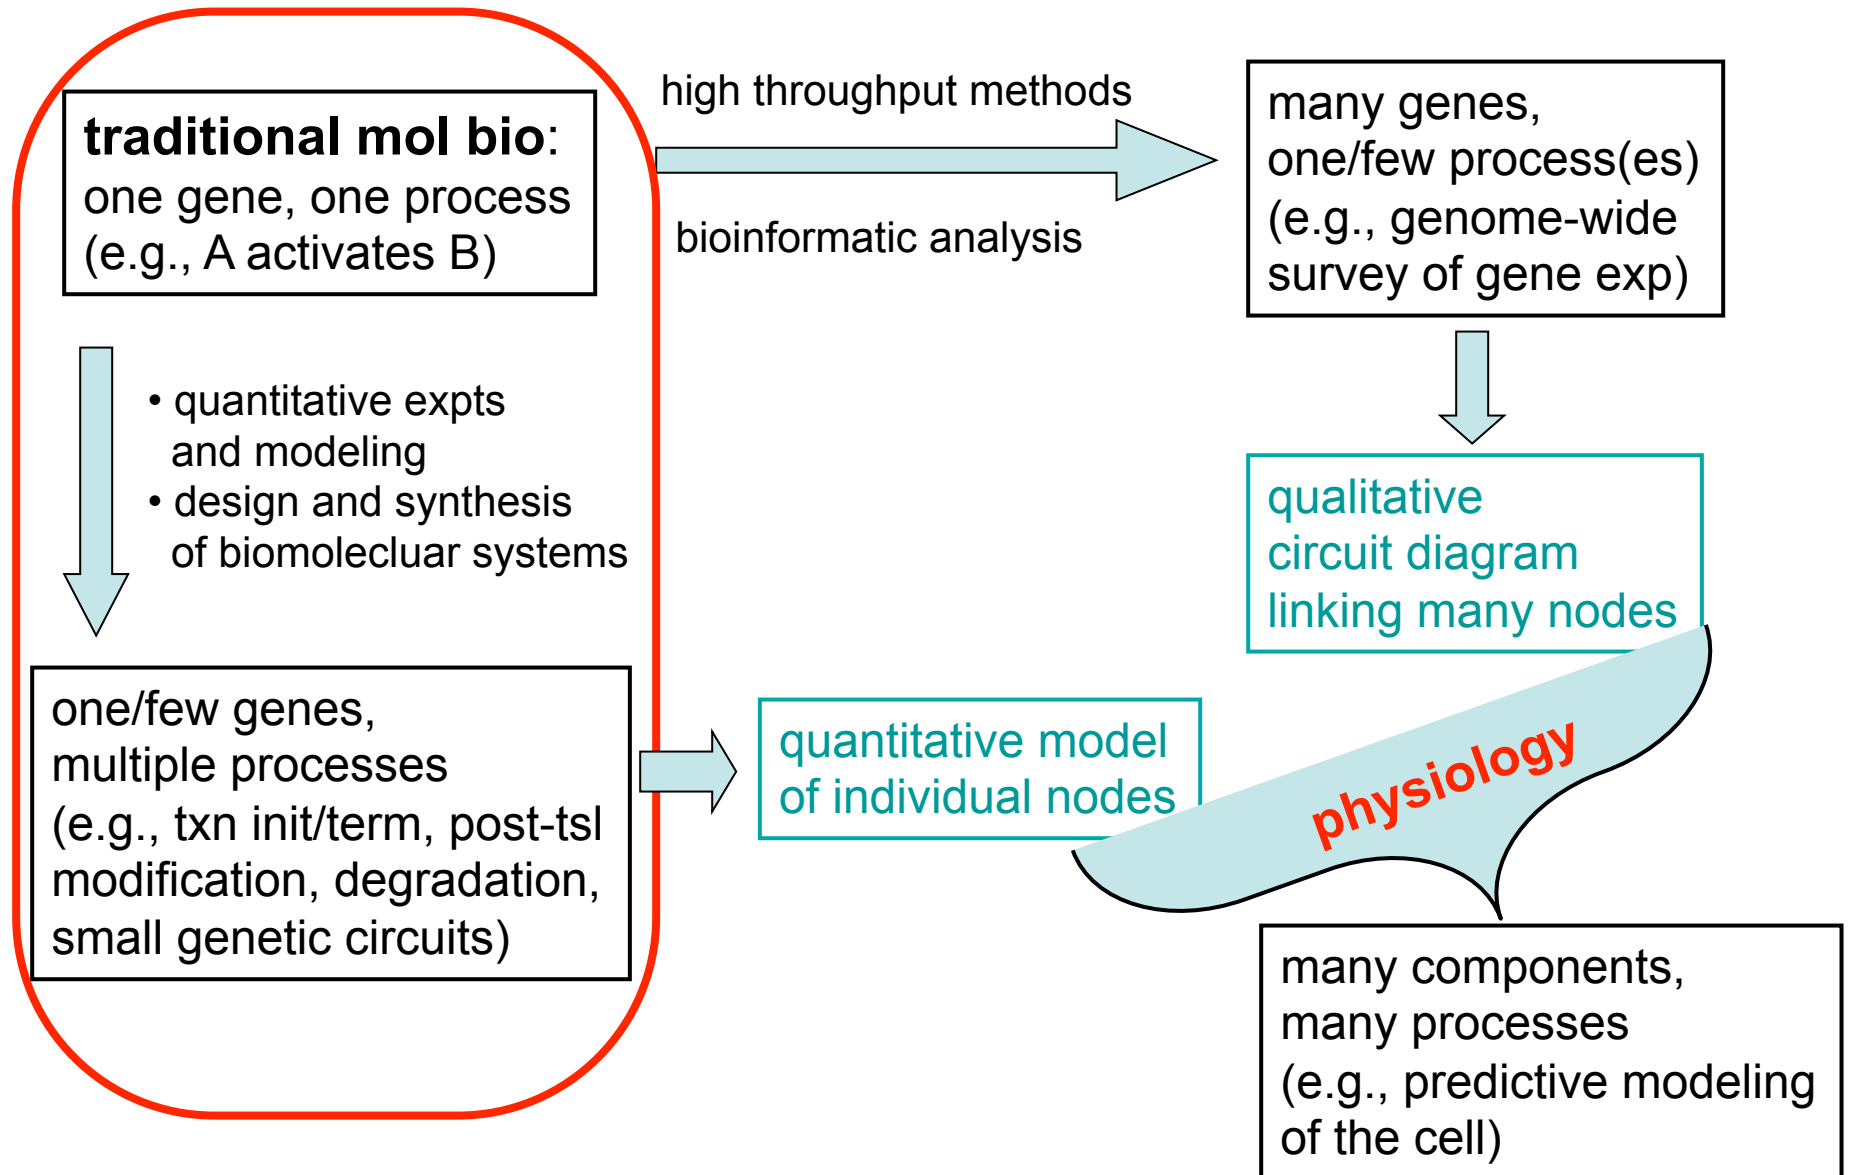 traditional mol bio:
one gene, one process
(e.g., A activates B)
high throughput methods
bioinformatic analysis
many genes,
one/few process(es)
(e.g., genome-wide
survey of gene exp)
• quantitative expts
and modeling
• design and synthesis
of biomolecluar systems
qualitative
circuit diagram
linking many nodes
one/few genes,
multiple processes
(e.g., txn init/term, post-tsl
modification, degradation,
small genetic circuits)
quantitative model
of individual nodes
physiology
many components,
many processes
(e.g., predictive modeling
of the cell)